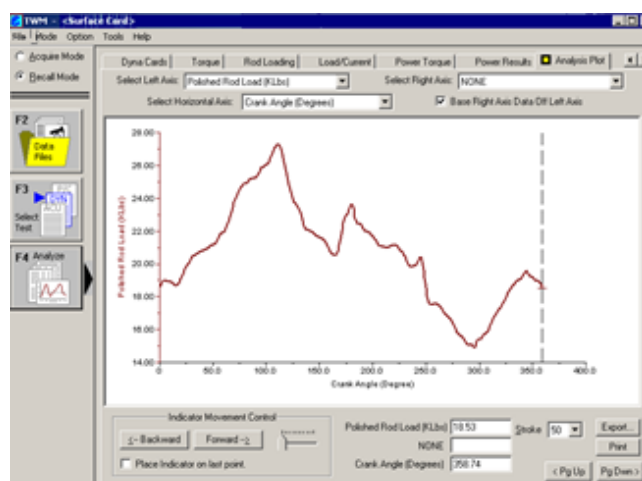 TWM - <Surface Card>
File Mode Option Tools Help
Acquire Mode
Recall Mode
F2
Data
Files
F3
Select
Test
F4 Analyze
Dyna Cards Torque Rod Loading Load/Current Power Torque Power Results Analysis Plot
Select Left Axis: Polished Rod Load (KLbs) Select Right Axis: NONE
Select Horizontal Axis: Crank Angle (Degrees) Base Right Axis Data Off Left Axis
Polished Rod Load (KLbs)
28.00
26.00
24.00
22.00
20.00
18.00
16.00
14.00
0 50.0 100.0 150.0 200.0 250.0 300.0 350.0 400.0
Crank Angle (Degree)
Indicator Movement Control
<- Backward Forward ->
Place Indicator on last point.
Polished Rod Load (KLbs) 18.53 Stroke 50 Export...
NONE Print
Crank Angle (Degrees) 358.74
< Pg Up Pg Dwn >